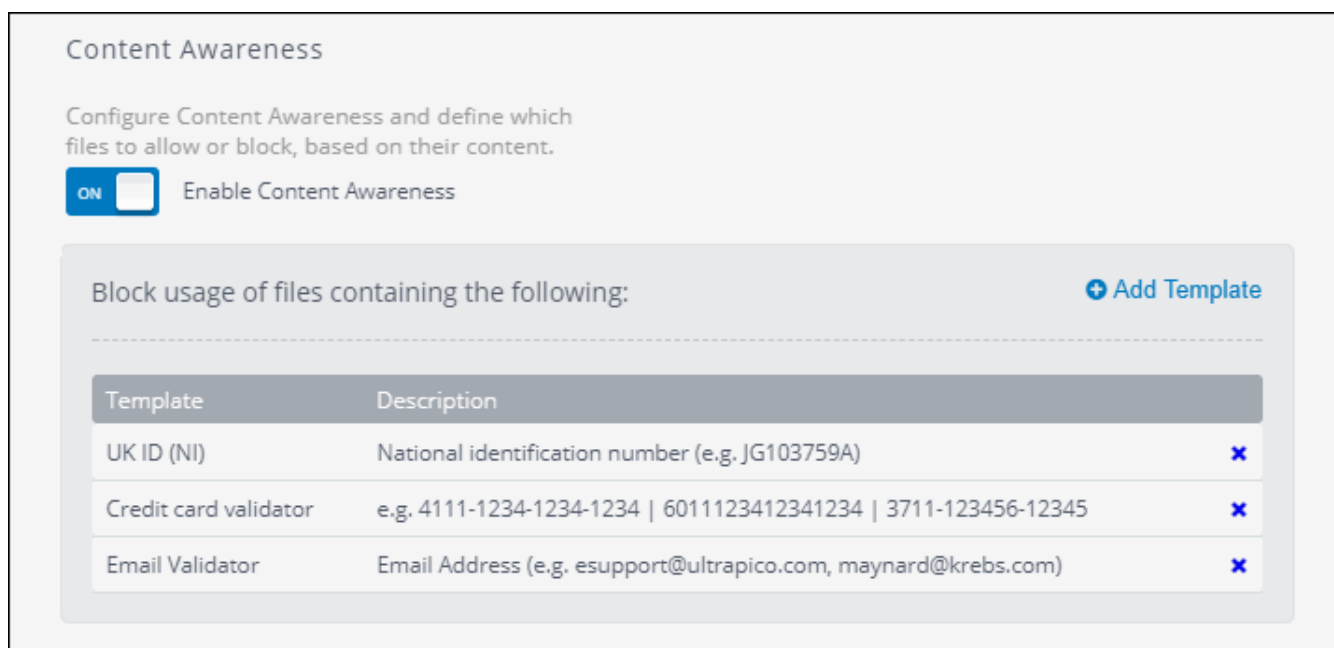 Content Awareness
Configure Content Awareness and define which
files to allow or block, based on their content.
ON Enable Content Awareness
Block usage of files containing the following: Add Template
Template Description
UK ID (NI) National identification number (e.g. JG103759A)
Credit card validator e.g. 4111-1234-1234-1234 | 6011123412341234 | 3711-123456-12345
Email Validator Email Address (e.g. esupport@ultrapico.com, maynard@krebs.com)